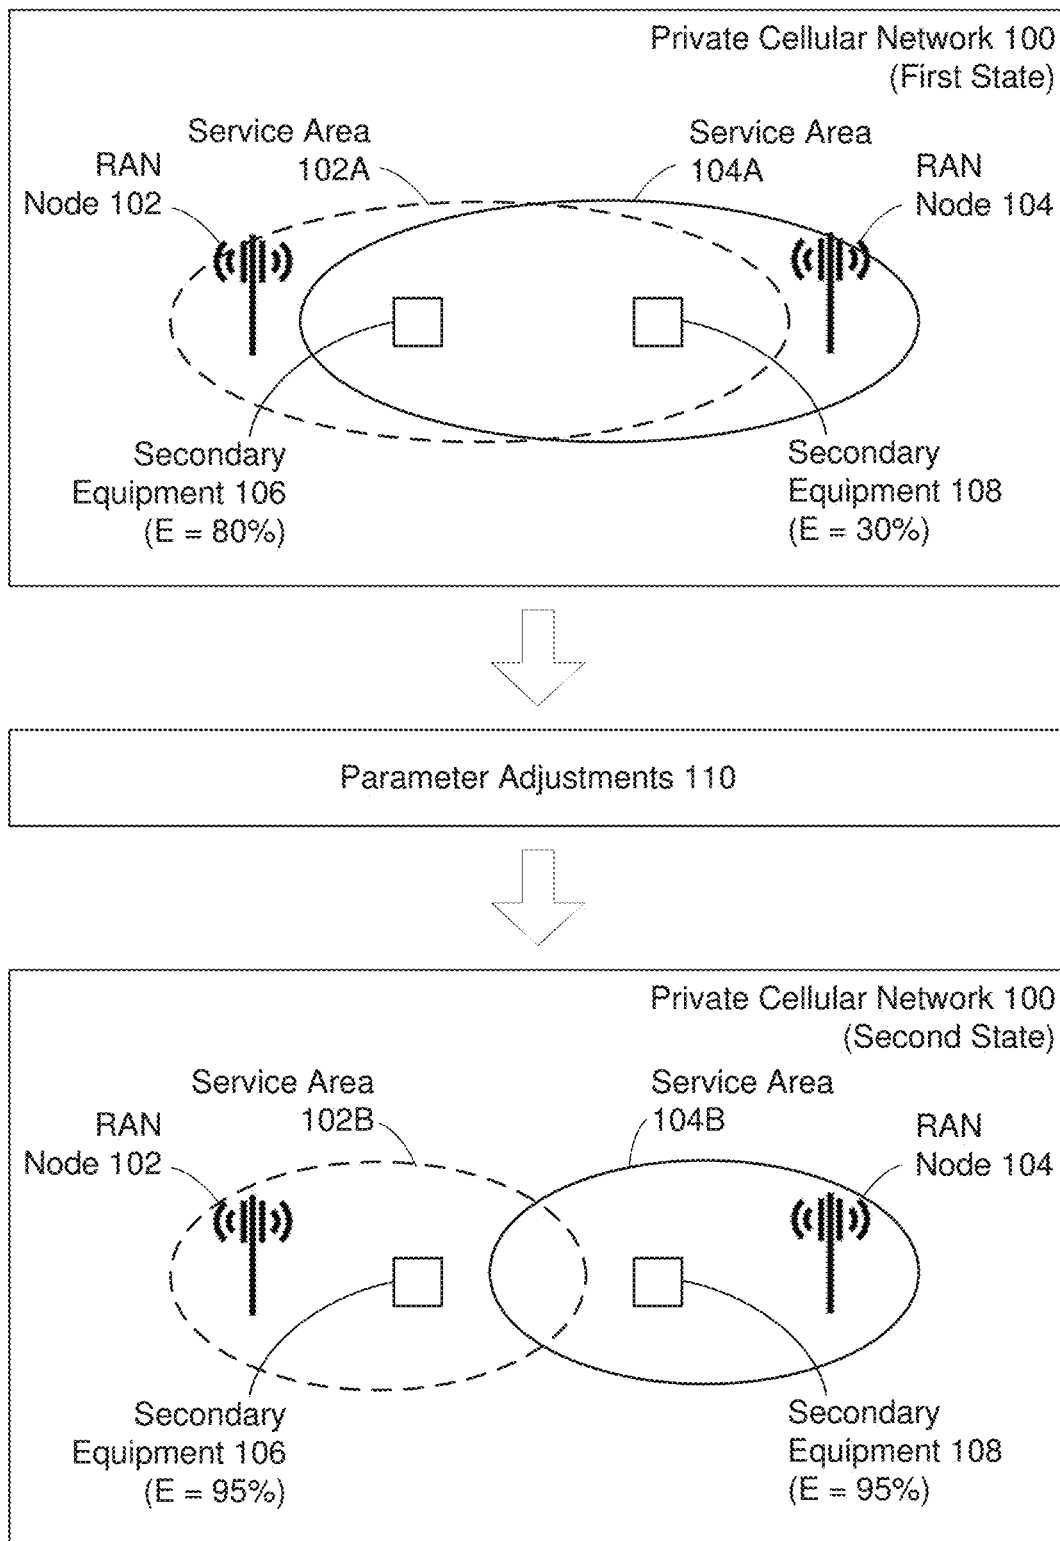 Private Cellular Network 100
(First State)
Service Area
102A
Service Area
104A
RAN
Node 102
RAN
Node 104
Secondary
Equipment 106
(E = 80%)
Secondary
Equipment 108
(E = 30%)
Parameter Adjustments 110
Private Cellular Network 100
(Second State)
Service Area
102B
Service Area
104B
RAN
Node 102
RAN
Node 104
Secondary
Equipment 106
(E = 95%)
Secondary
Equipment 108
(E = 95%)